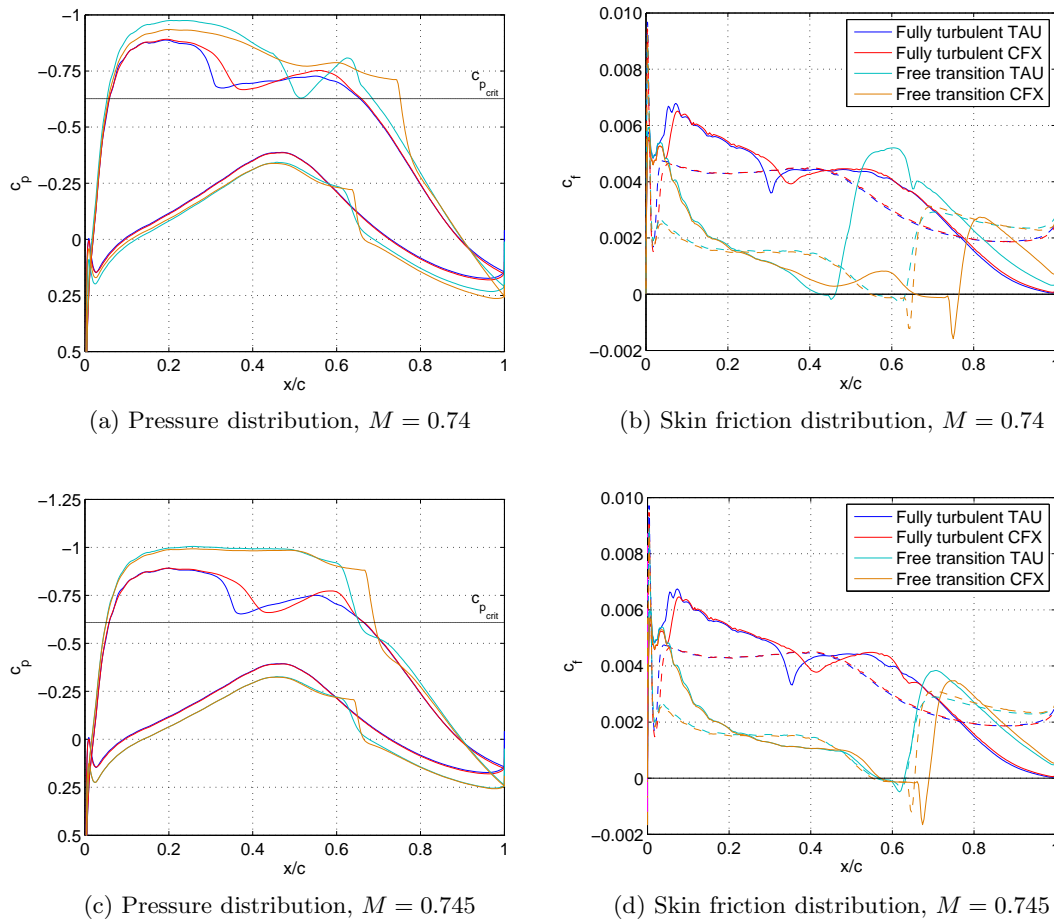 −1
−0.75
−0.5
−0.25
0
0.25
0.5
c_p
c_p_crit
0 0.2 0.4 0.6 0.8 1
x/c
(a) Pressure distribution, M = 0.74
0.010
0.008
0.006
0.004
0.002
0
−0.002
c_f
Fully turbulent TAU
Fully turbulent CFX
Free transition TAU
Free transition CFX
0 0.2 0.4 0.6 0.8 1
x/c
(b) Skin friction distribution, M = 0.74
−1.25
−1
−0.75
−0.5
−0.25
0
0.25
0.5
c_p
c_p_crit
0 0.2 0.4 0.6 0.8 1
x/c
(c) Pressure distribution, M = 0.745
0.010
0.008
0.006
0.004
0.002
0
−0.002
c_f
Fully turbulent TAU
Fully turbulent CFX
Free transition TAU
Free transition CFX
0 0.2 0.4 0.6 0.8 1
x/c
(d) Skin friction distribution, M = 0.745